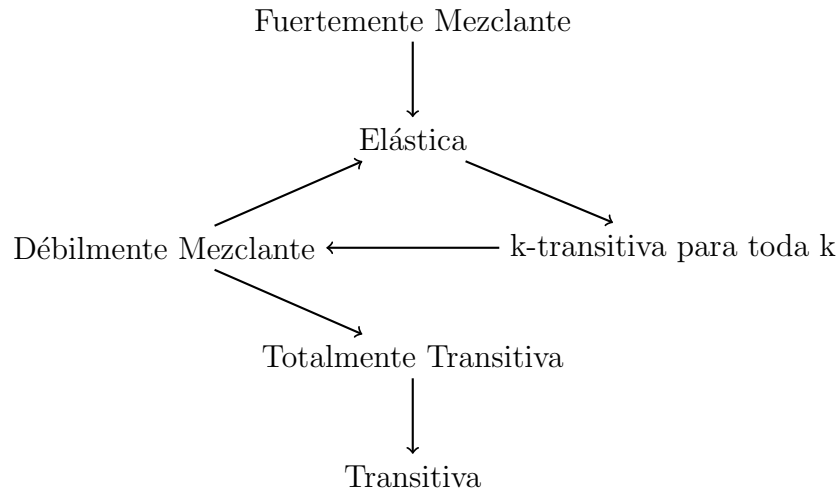 Fuertemente Mezclante
Elástica
Débilmente Mezclante
k-transitiva para toda k
Totalmente Transitiva
Transitiva